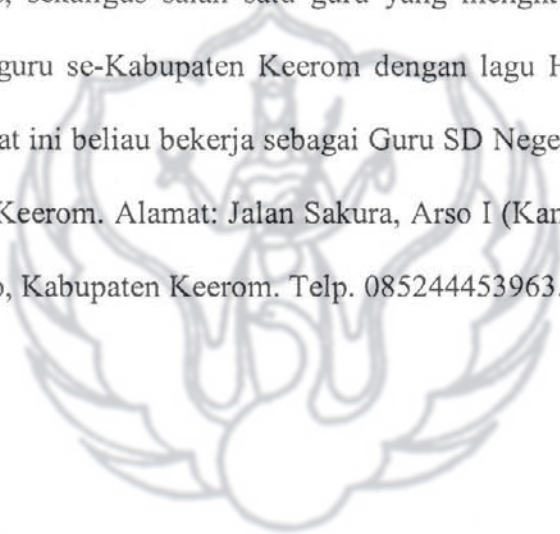 sekaligus salah satu guru yang
guru se-Kabupaten Keerom dengan lagu H
at ini beliau bekerja sebagai Guru SD Nege
Keerom. Alamat: Jalan Sakura, Arso I (Kar
o, Kabupaten Keerom. Telp. 085244453963.